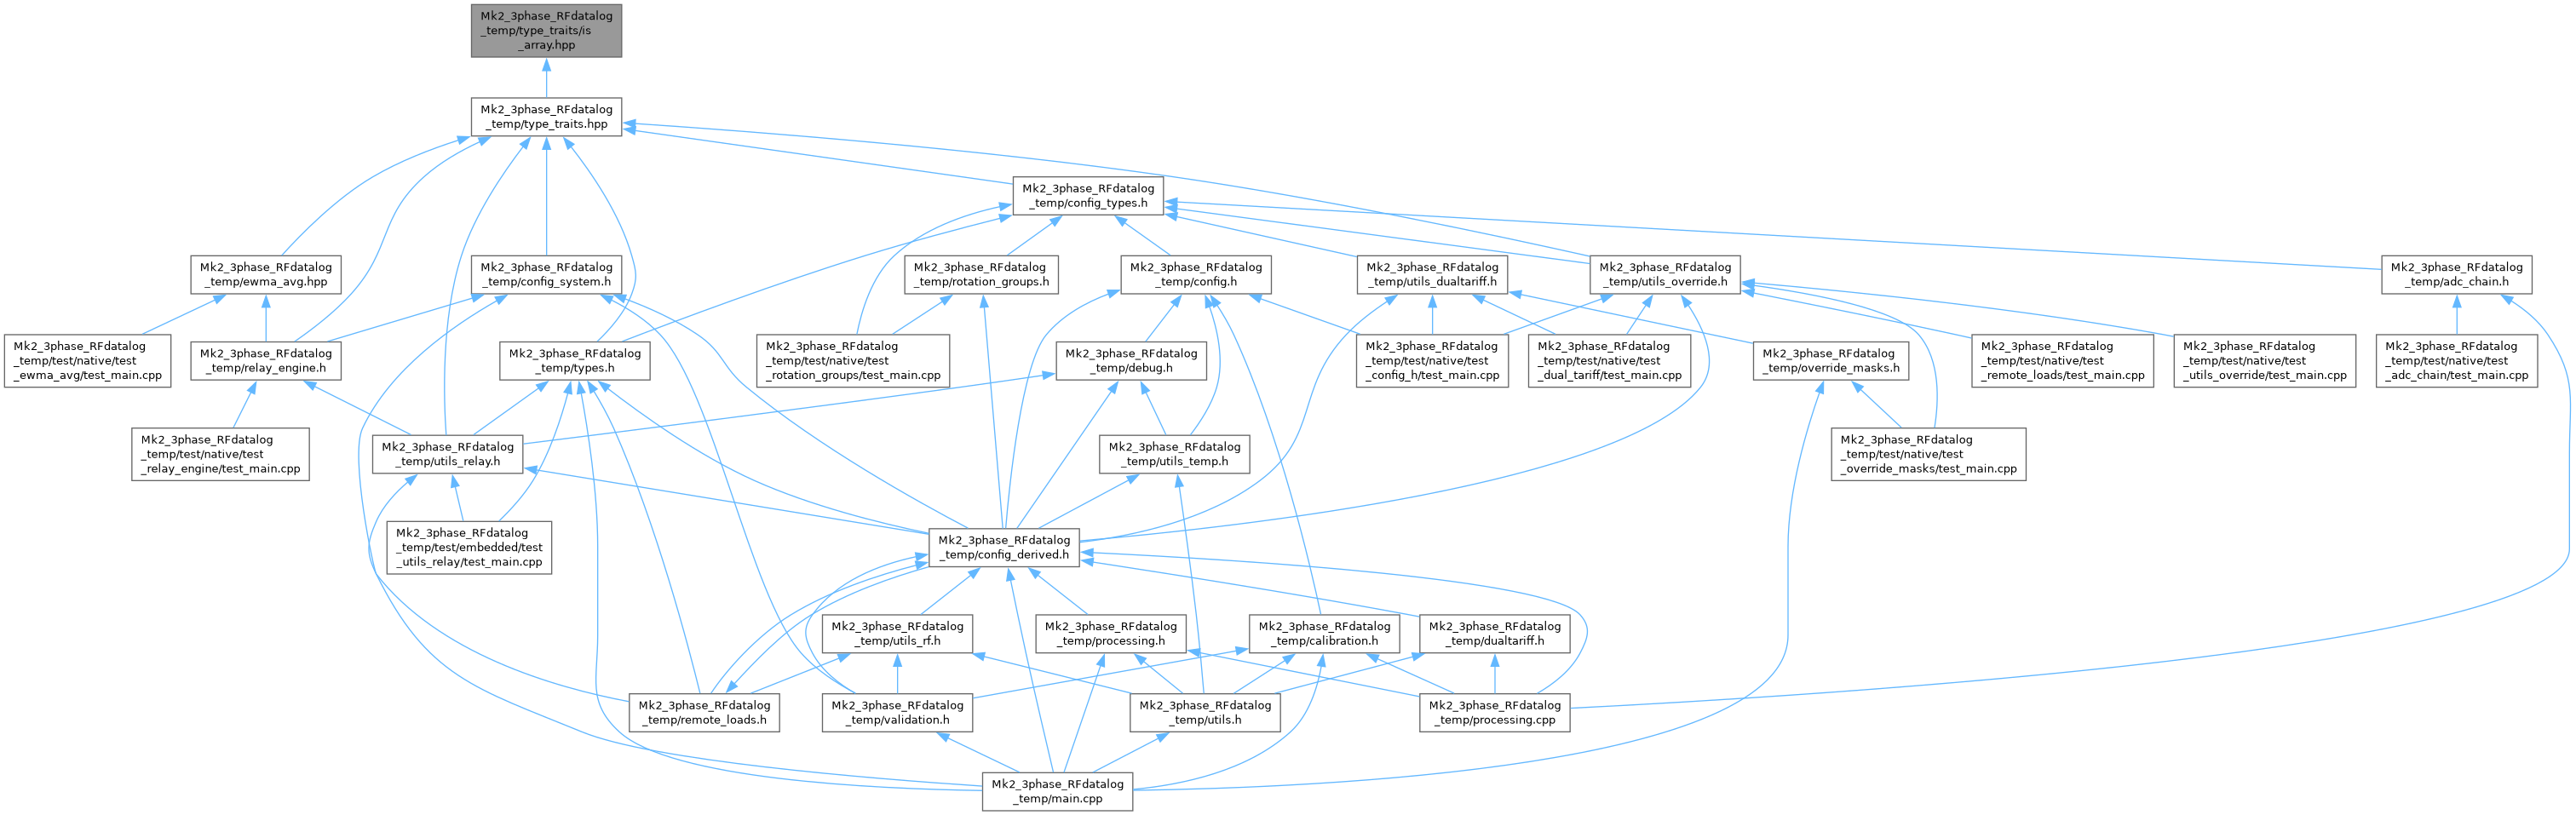 Mk2_3phase_RFdatalog
_temp/type_traits/is
_array.hpp
Mk2_3phase_RFdatalog
_temp/type_traits.hpp
Mk2_3phase_RFdatalog
_temp/config_types.h
Mk2_3phase_RFdatalog
_temp/ewma_avg.hpp
Mk2_3phase_RFdatalog
_temp/config_system.h
Mk2_3phase_RFdatalog
_temp/rotation_groups.h
Mk2_3phase_RFdatalog
_temp/config.h
Mk2_3phase_RFdatalog
_temp/utils_dualtariff.h
Mk2_3phase_RFdatalog
_temp/utils_override.h
Mk2_3phase_RFdatalog
_temp/adc_chain.h
Mk2_3phase_RFdatalog
_temp/test/native/test
_ewma_avg/test_main.cpp
Mk2_3phase_RFdatalog
_temp/relay_engine.h
Mk2_3phase_RFdatalog
_temp/types.h
Mk2_3phase_RFdatalog
_temp/test/native/test
_rotation_groups/test_main.cpp
Mk2_3phase_RFdatalog
_temp/debug.h
Mk2_3phase_RFdatalog
_temp/test/native/test
_config_h/test_main.cpp
Mk2_3phase_RFdatalog
_temp/test/native/test
_dual_tariff/test_main.cpp
Mk2_3phase_RFdatalog
_temp/override_masks.h
Mk2_3phase_RFdatalog
_temp/test/native/test
_remote_loads/test_main.cpp
Mk2_3phase_RFdatalog
_temp/test/native/test
_utils_override/test_main.cpp
Mk2_3phase_RFdatalog
_temp/test/native/test
_adc_chain/test_main.cpp
Mk2_3phase_RFdatalog
_temp/test/native/test
_relay_engine/test_main.cpp
Mk2_3phase_RFdatalog
_temp/utils_relay.h
Mk2_3phase_RFdatalog
_temp/utils_temp.h
Mk2_3phase_RFdatalog
_temp/test/native/test
_override_masks/test_main.cpp
Mk2_3phase_RFdatalog
_temp/test/embedded/test
_utils_relay/test_main.cpp
Mk2_3phase_RFdatalog
_temp/config_derived.h
Mk2_3phase_RFdatalog
_temp/utils_rf.h
Mk2_3phase_RFdatalog
_temp/processing.h
Mk2_3phase_RFdatalog
_temp/calibration.h
Mk2_3phase_RFdatalog
_temp/dualtariff.h
Mk2_3phase_RFdatalog
_temp/remote_loads.h
Mk2_3phase_RFdatalog
_temp/validation.h
Mk2_3phase_RFdatalog
_temp/utils.h
Mk2_3phase_RFdatalog
_temp/processing.cpp
Mk2_3phase_RFdatalog
_temp/main.cpp